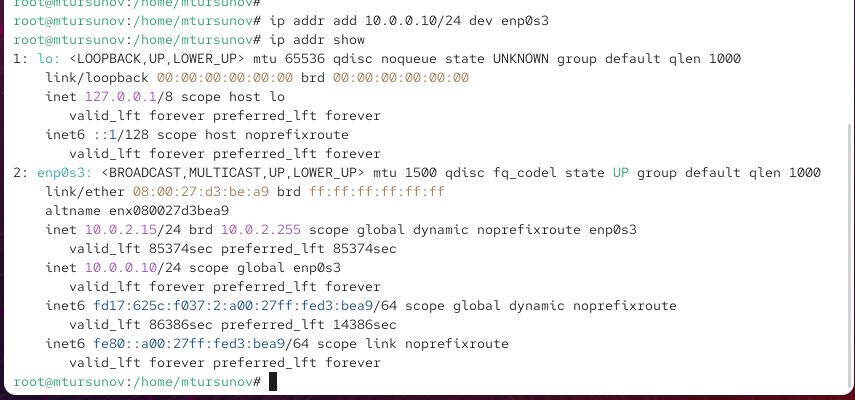 root@mtursunov:/home/mtursunov#
root@mtursunov:/home/mtursunov# ip addr add 10.0.0.10/24 dev enp0s3
root@mtursunov:/home/mtursunov# ip addr show
1: lo: <LOOPBACK,UP,LOWER_UP> mtu 65536 qdisc noqueue state UNKNOWN group default qlen 1000
    link/loopback 00:00:00:00:00:00 brd 00:00:00:00:00:00
    inet 127.0.0.1/8 scope host lo
       valid_lft forever preferred_lft forever
    inet6 ::1/128 scope host noprefixroute
       valid_lft forever preferred_lft forever
2: enp0s3: <BROADCAST,MULTICAST,UP,LOWER_UP> mtu 1500 qdisc fq_codel state UP group default qlen 1000
    link/ether 08:00:27:d3:be:a9 brd ff:ff:ff:ff:ff:ff
    altname enx080027d3bea9
    inet 10.0.2.15/24 brd 10.0.2.255 scope global dynamic noprefixroute enp0s3
       valid_lft 85374sec preferred_lft 85374sec
    inet 10.0.0.10/24 scope global enp0s3
       valid_lft forever preferred_lft forever
    inet6 fd17:625c:f037:2:a00:27ff:fed3:bea9/64 scope global dynamic noprefixroute
       valid_lft 86386sec preferred_lft 14386sec
    inet6 fe80::a00:27ff:fed3:bea9/64 scope link noprefixroute
       valid_lft forever preferred_lft forever
root@mtursunov:/home/mtursunov#